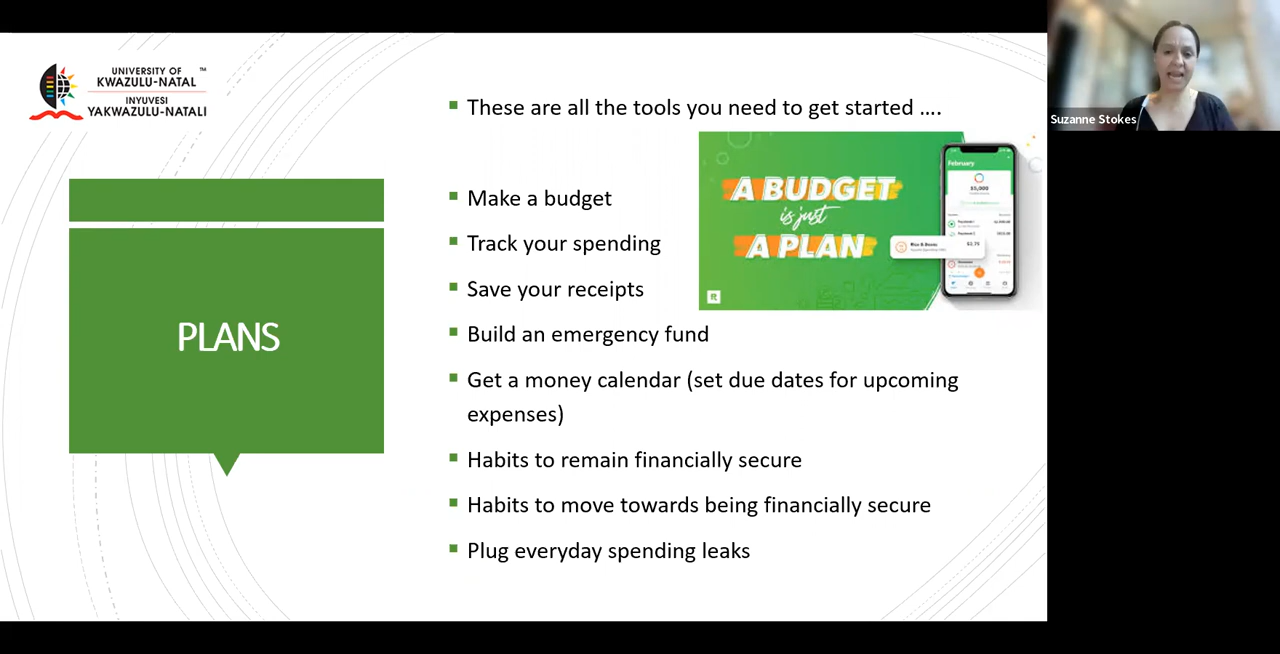 UNIVERSITY OF ™
KWAZULU-NATAL
INYUVESI
YAKWAZULU-NATALI
PLANS
These are all the tools you need to get started ....
A BUDGET
is just
A PLAN
February
$5,000
Make a budget
Track your spending
Save your receipts
Build an emergency fund
Get a money calendar (set due dates for upcoming
expenses)
Habits to remain financially secure
Habits to move towards being financially secure
Plug everyday spending leaks
Suzanne Stokes